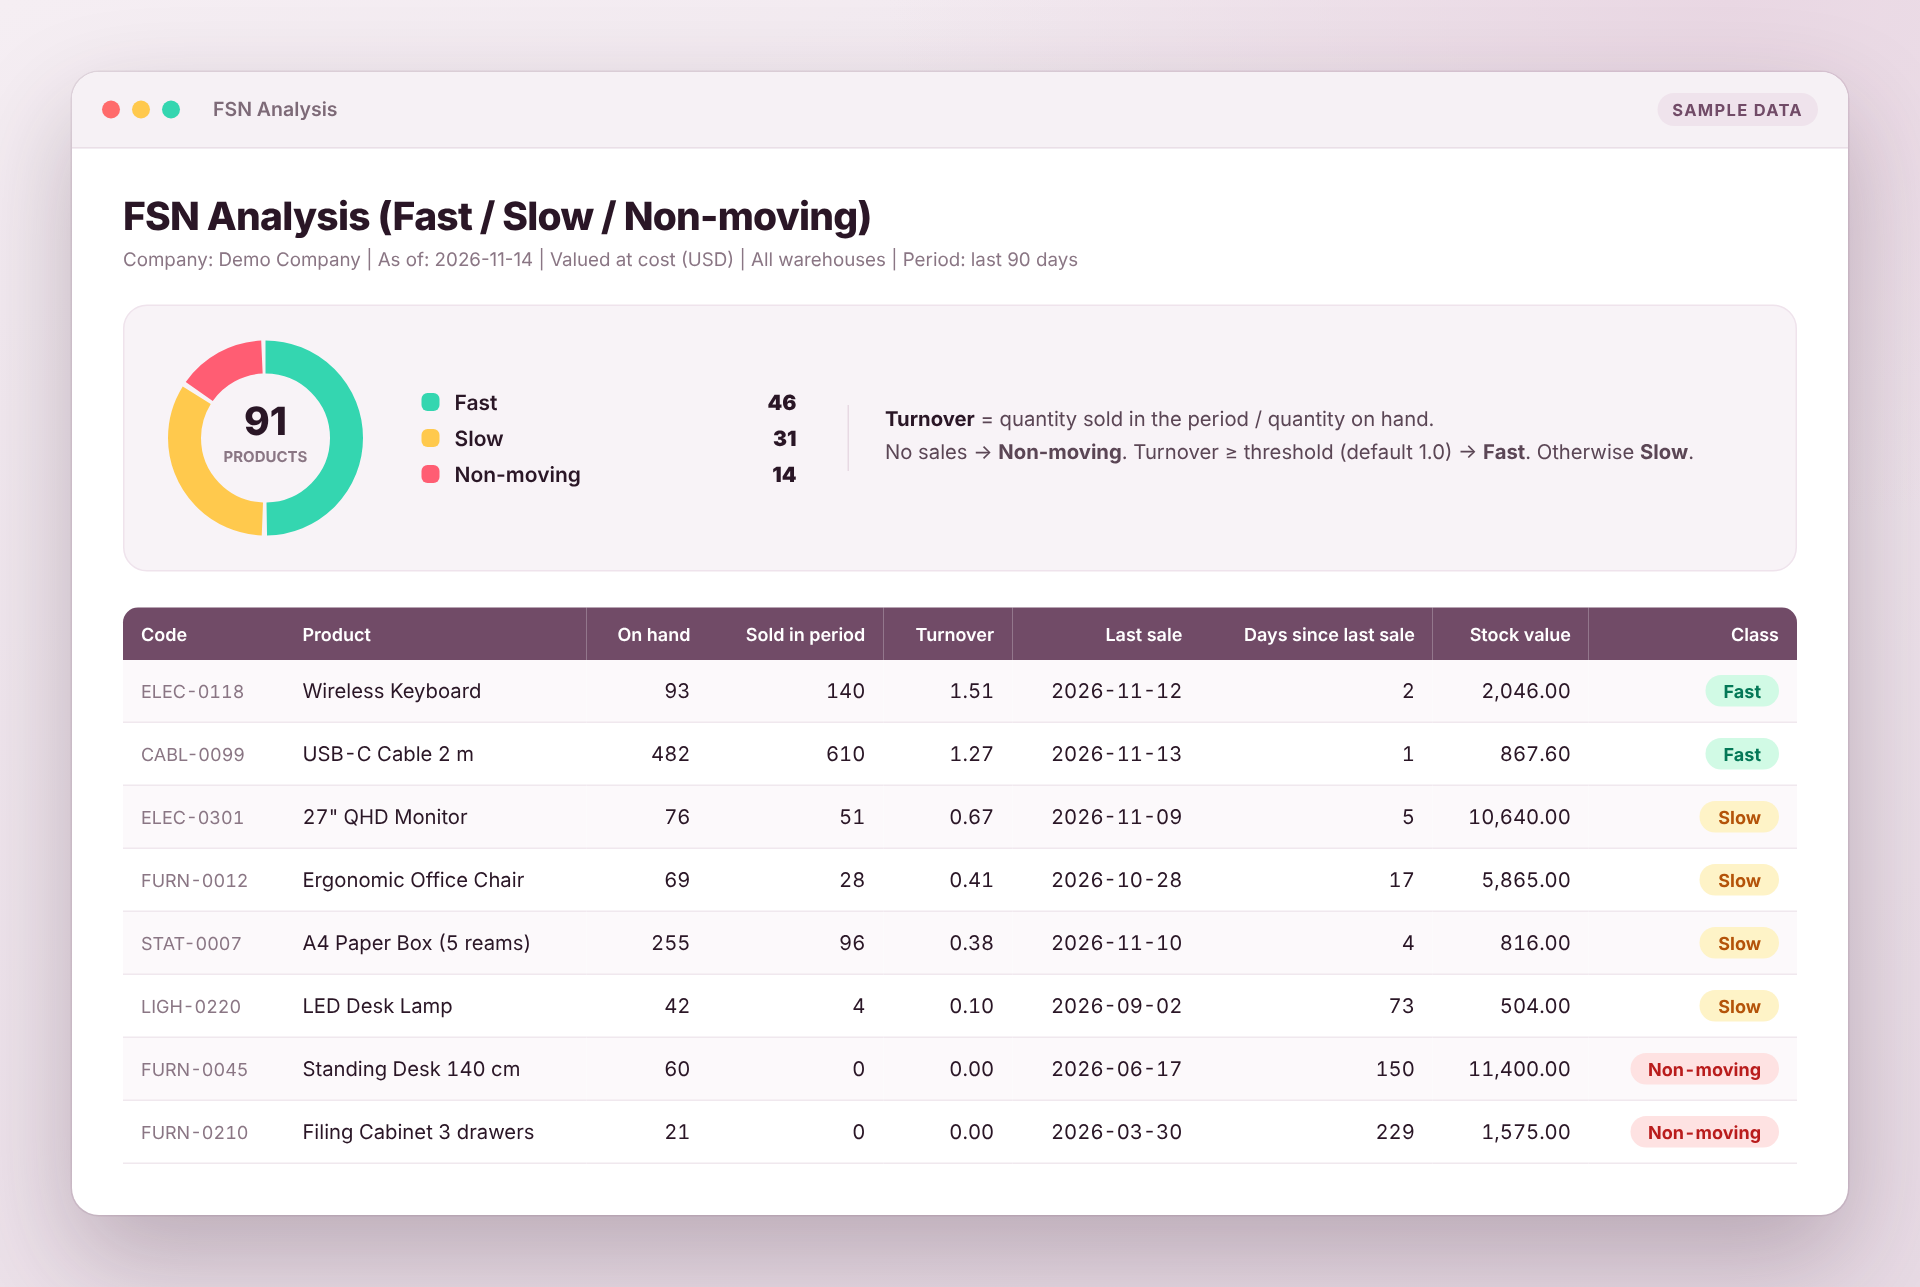 FSN Analysis
SAMPLE DATA
FSN Analysis (Fast / Slow / Non-moving)
Company: Demo Company | As of: 2026-11-14 | Valued at cost (USD) | All warehouses | Period: last 90 days
91
PRODUCTS
Fast 46
Slow 31
Non-moving 14
Turnover = quantity sold in the period / quantity on hand.
No sales → Non-moving. Turnover ≥ threshold (default 1.0) → Fast. Otherwise Slow.
Code Product On hand Sold in period Turnover Last sale Days since last sale Stock value Class
ELEC-0118 Wireless Keyboard 93 140 1.51 2026-11-12 2 2,046.00 Fast
CABL-0099 USB-C Cable 2 m 482 610 1.27 2026-11-13 1 867.60 Fast
ELEC-0301 27" QHD Monitor 76 51 0.67 2026-11-09 5 10,640.00 Slow
FURN-0012 Ergonomic Office Chair 69 28 0.41 2026-10-28 17 5,865.00 Slow
STAT-0007 A4 Paper Box (5 reams) 255 96 0.38 2026-11-10 4 816.00 Slow
LIGH-0220 LED Desk Lamp 42 4 0.10 2026-09-02 73 504.00 Slow
FURN-0045 Standing Desk 140 cm 60 0 0.00 2026-06-17 150 11,400.00 Non-moving
FURN-0210 Filing Cabinet 3 drawers 21 0 0.00 2026-03-30 229 1,575.00 Non-moving